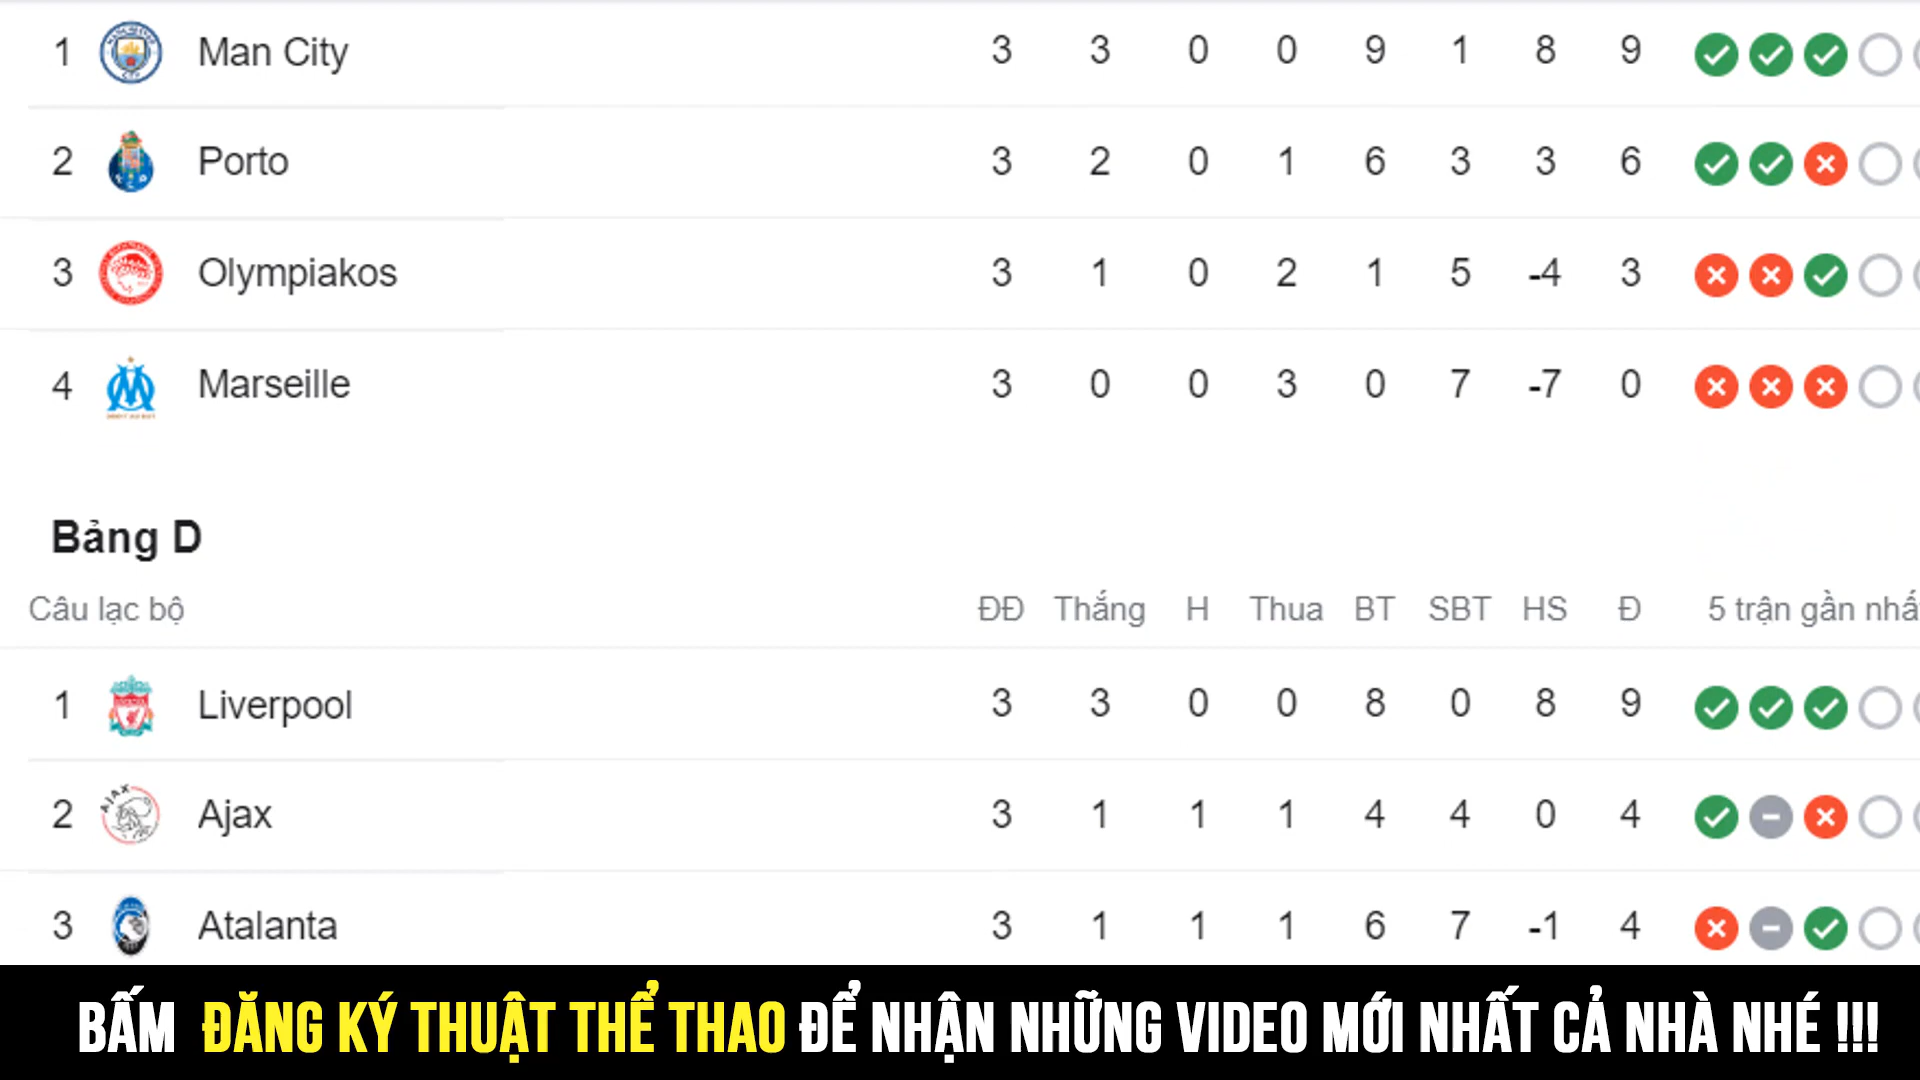 1 Man City 3 3 0 0 9 1 8 9
2 Porto 3 2 0 1 6 3 3 6
3 Olympiakos 3 1 0 2 1 5 -4 3
4 Marseille 3 0 0 3 0 7 -7 0
Bảng D
Câu lạc bộ ĐĐ Thắng H Thua BT SBT HS Đ 5 trận gần nhấ
1 Liverpool 3 3 0 0 8 0 8 9
2 AJAX Ajax 3 1 1 1 4 4 0 4
3 Atalanta 3 1 1 1 6 7 -1 4
BẤM ĐĂNG KÝ THUẬT THỂ THAO ĐỂ NHẬN NHỮNG VIDEO MỚI NHẤT CẢ NHÀ NHÉ !!!